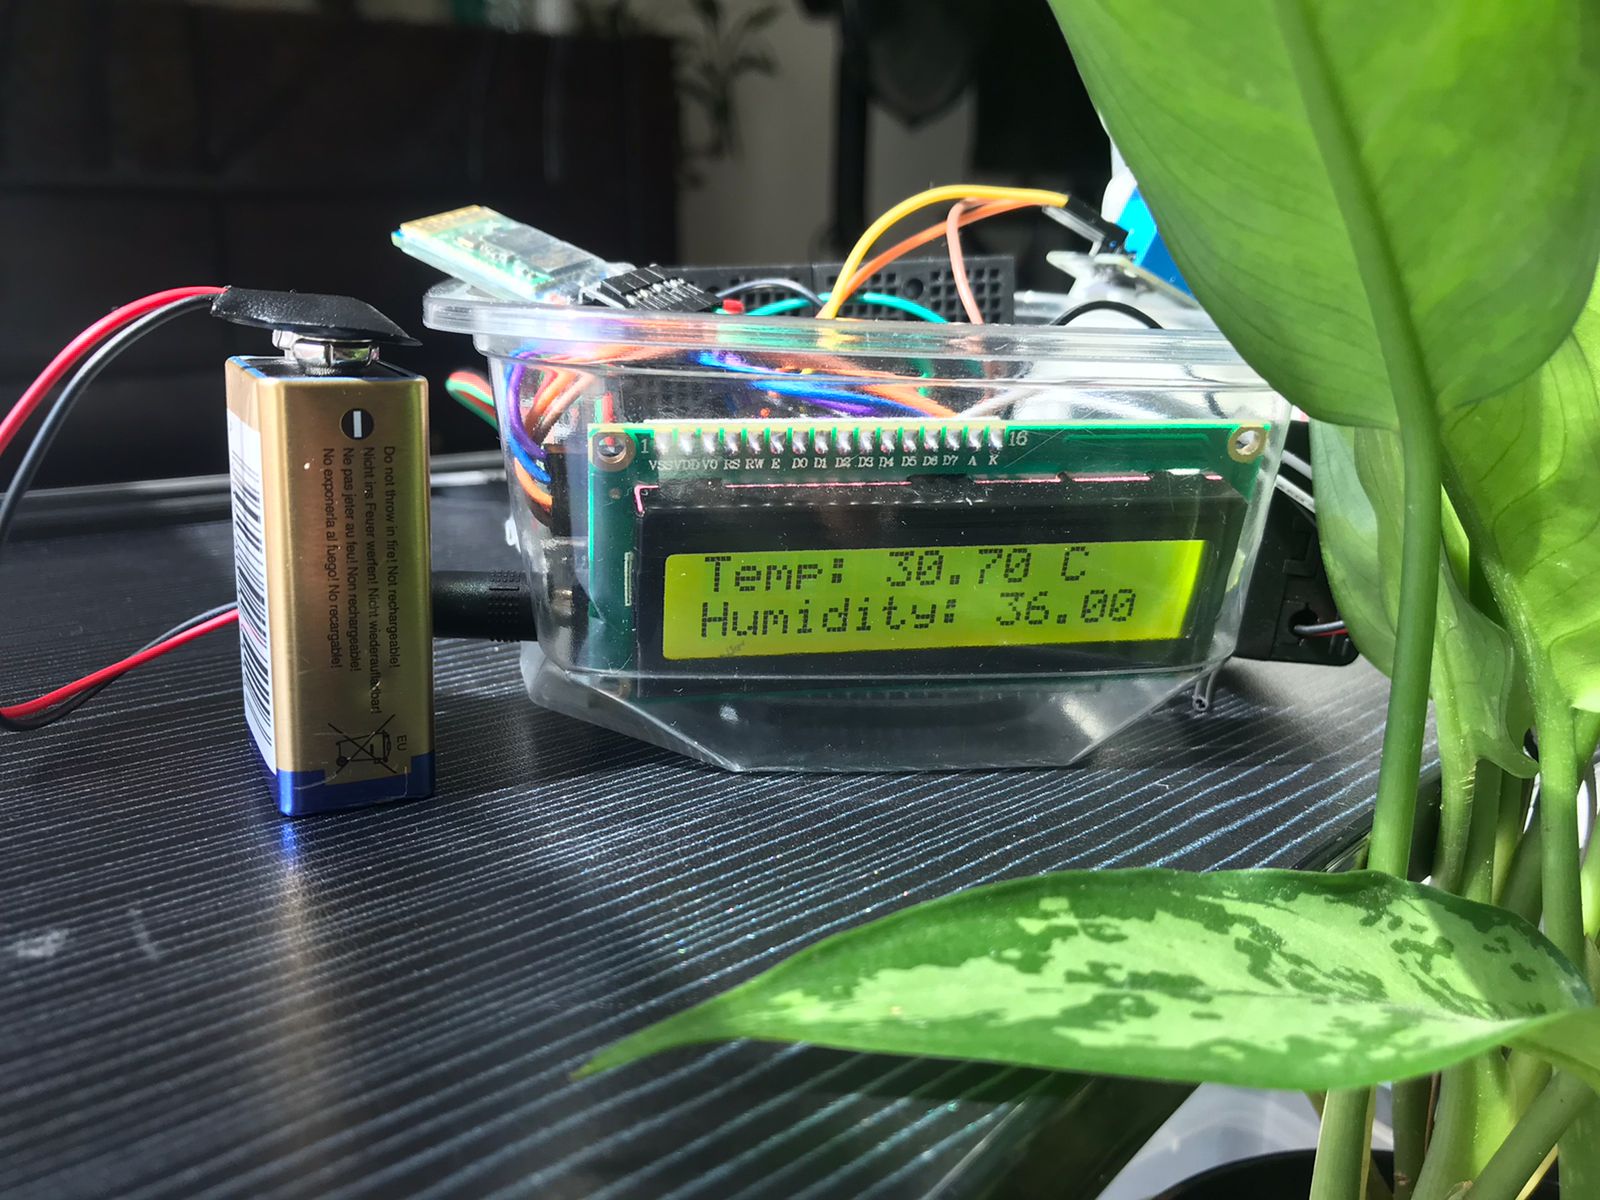 Do not throw in fire! Not rechargeable!
Nicht ins Feuer werfen! Nicht wiederaufladbar!
Ne pas jeter au feu! Non rechargeable!
No exponerla al fuego! No recargable!
EU
1 16
VSS VDD V0 RS RW E D0 D1 D2 D3 D4 D5 D6 D7 A K
Temp: 30.70 C
Humidity: 36.00